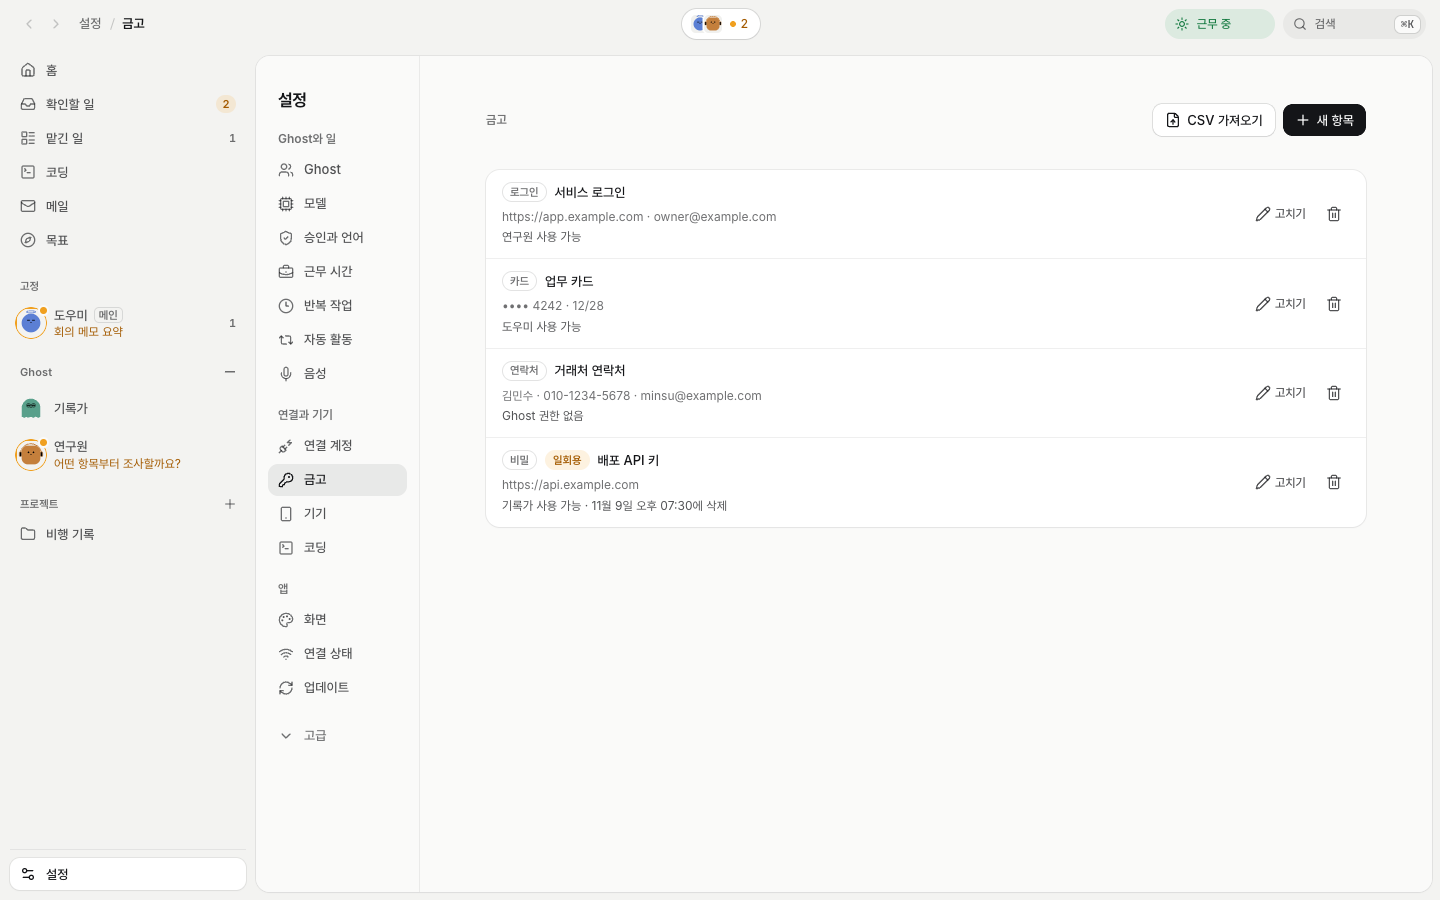 설정 / 금고
2
근무 중
검색
⌘K
홈
확인할 일 2
맡긴 일 1
코딩
메일
목표
고정
도우미 메인
회의 메모 요약
1
Ghost
기록가
연구원
어떤 항목부터 조사할까요?
프로젝트
비행 기록
설정
설정
Ghost와 일
Ghost
모델
승인과 언어
근무 시간
반복 작업
자동 활동
음성
연결과 기기
연결 계정
금고
기기
코딩
앱
화면
연결 상태
업데이트
고급
금고
CSV 가져오기
새 항목
로그인 서비스 로그인
https://app.example.com · owner@example.com
연구원 사용 가능
고치기
카드 업무 카드
•••• 4242 · 12/28
도우미 사용 가능
고치기
연락처 거래처 연락처
김민수 · 010-1234-5678 · minsu@example.com
Ghost 권한 없음
고치기
비밀 일회용 배포 API 키
https://api.example.com
기록가 사용 가능 · 11월 9일 오후 07:30에 삭제
고치기